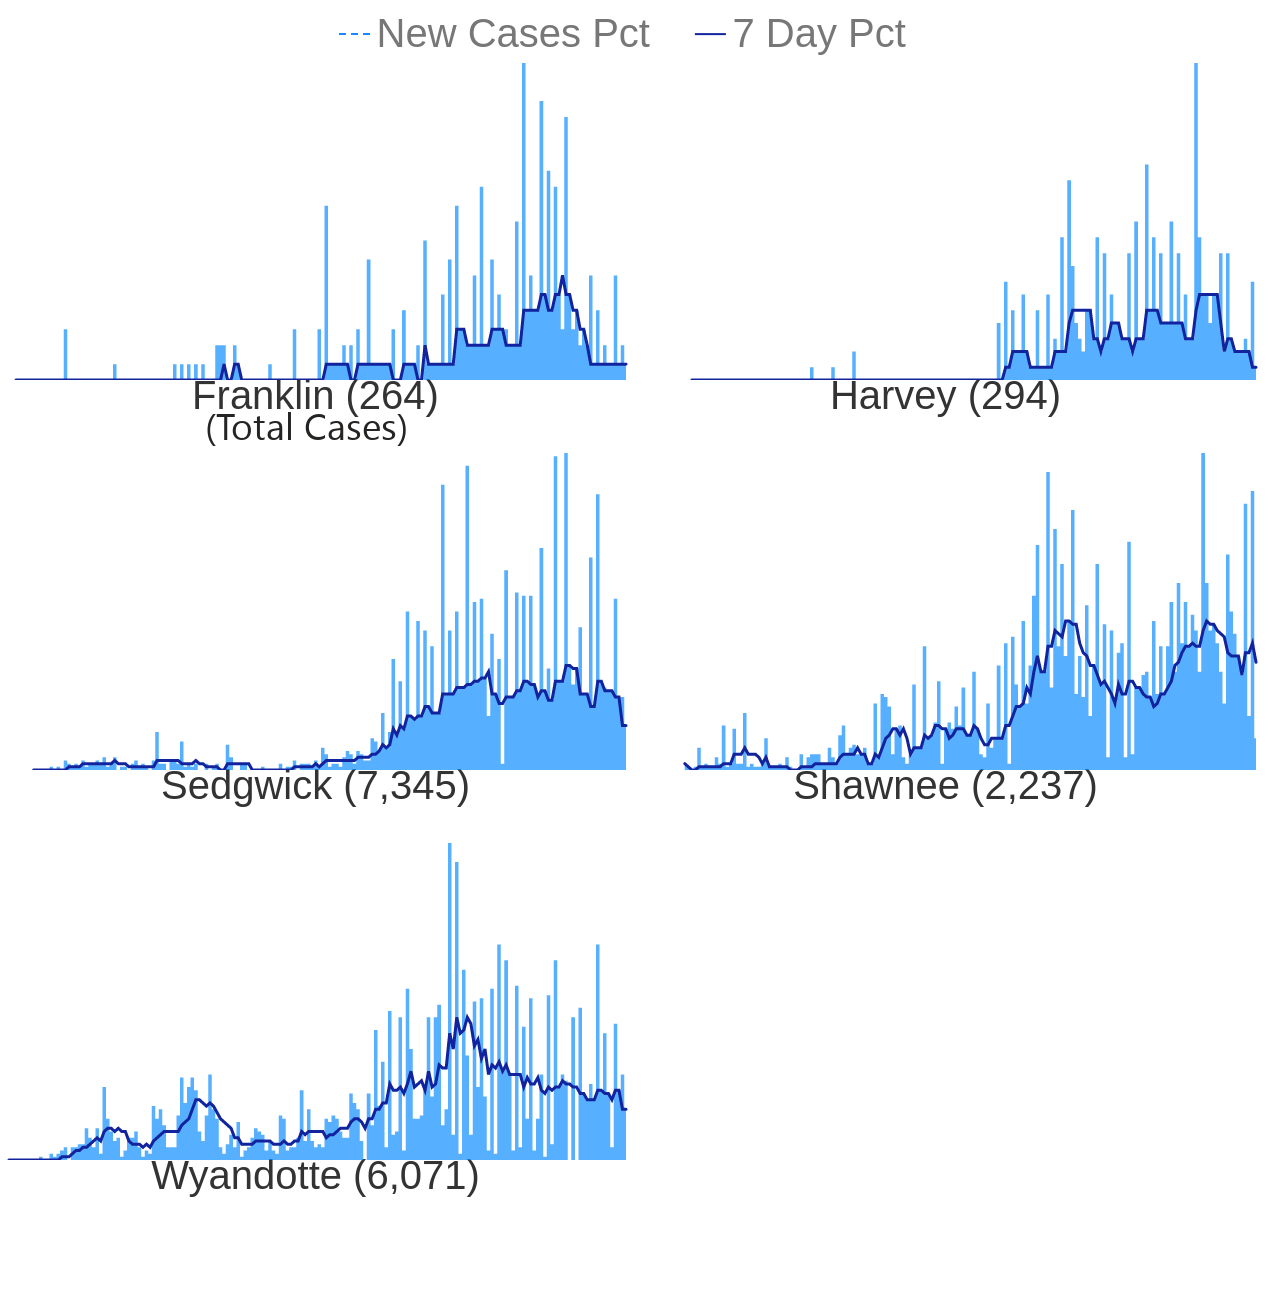 New Cases Pct 7 Day Pct
Franklin (264) Harvey (294)
(Total Cases)
Sedgwick (7,345) Shawnee (2,237)
Wyandotte (6,071)